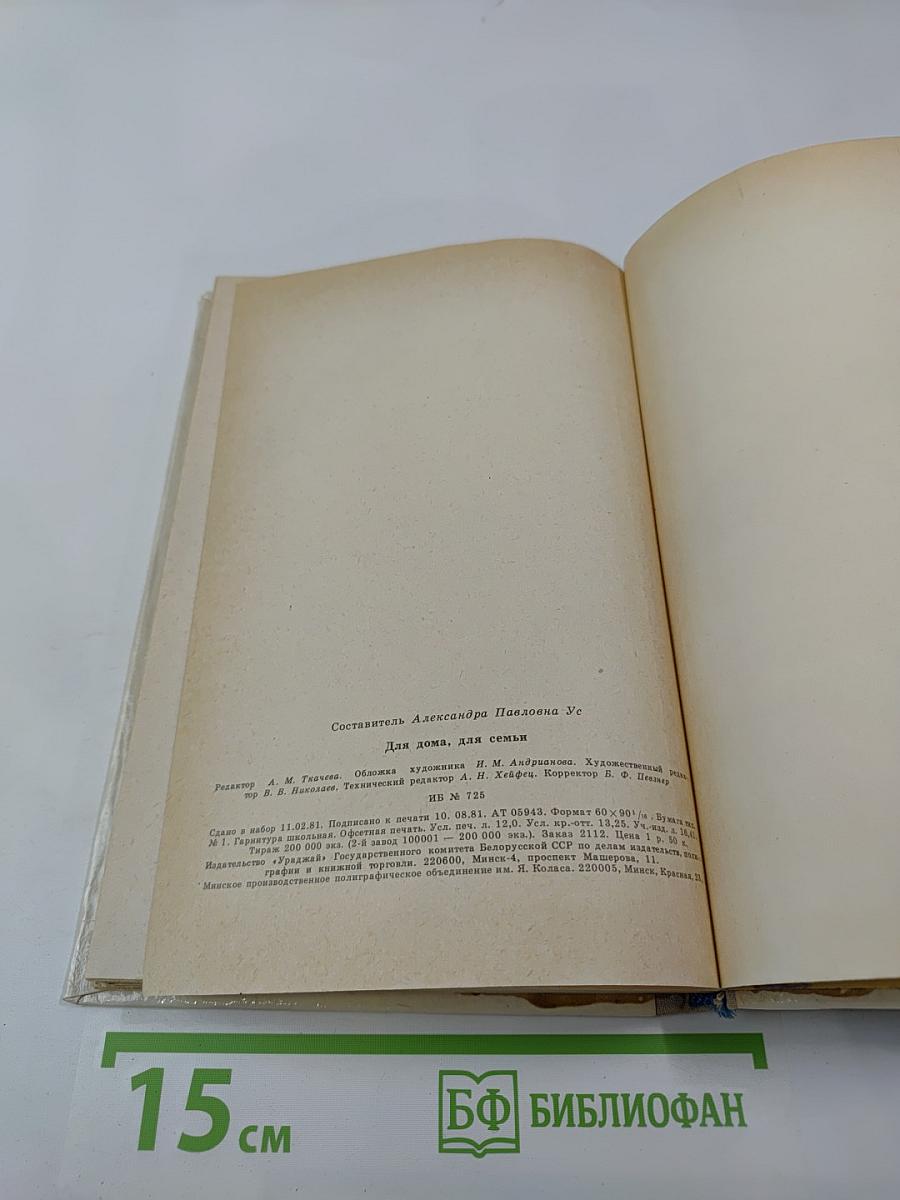 Составитель Александра Павловна Ус
Для дома, для семьи
Редактор А. М. Ткачева. Обложка художника И. М. Андрианова. Художественный редак-
тор В. В. Николаев, Технический редактор А. Н. Хейфец. Корректор Б. Ф. Певзнер
ИБ № 725
Сдано в набор 11.02.81. Подписано к печати 10. 08.81. АТ 05943. Формат 60×90¹/₁₆. Бумага тип.
№ 1. Гарнитура школьная. Офсетная печать. Усл. печ. л. 12,0. Усл. кр.-отт. 13,25. Уч.-изд. л. 16,41.
Тираж 200 000 экз. (2-й завод 100001 — 200 000 экз.). Заказ 2112. Цена 1 р. 50 к.
Издательство «Ураджай» Государственного комитета Белорусской ССР по делам издательств, поли-
графии и книжной торговли. 220600, Минск-4, проспект Машерова, 11.
Минское производственное полиграфическое объединение им. Я. Коласа. 220005, Минск, Красная, 23.
15 см
БФ БИБЛИОФАН